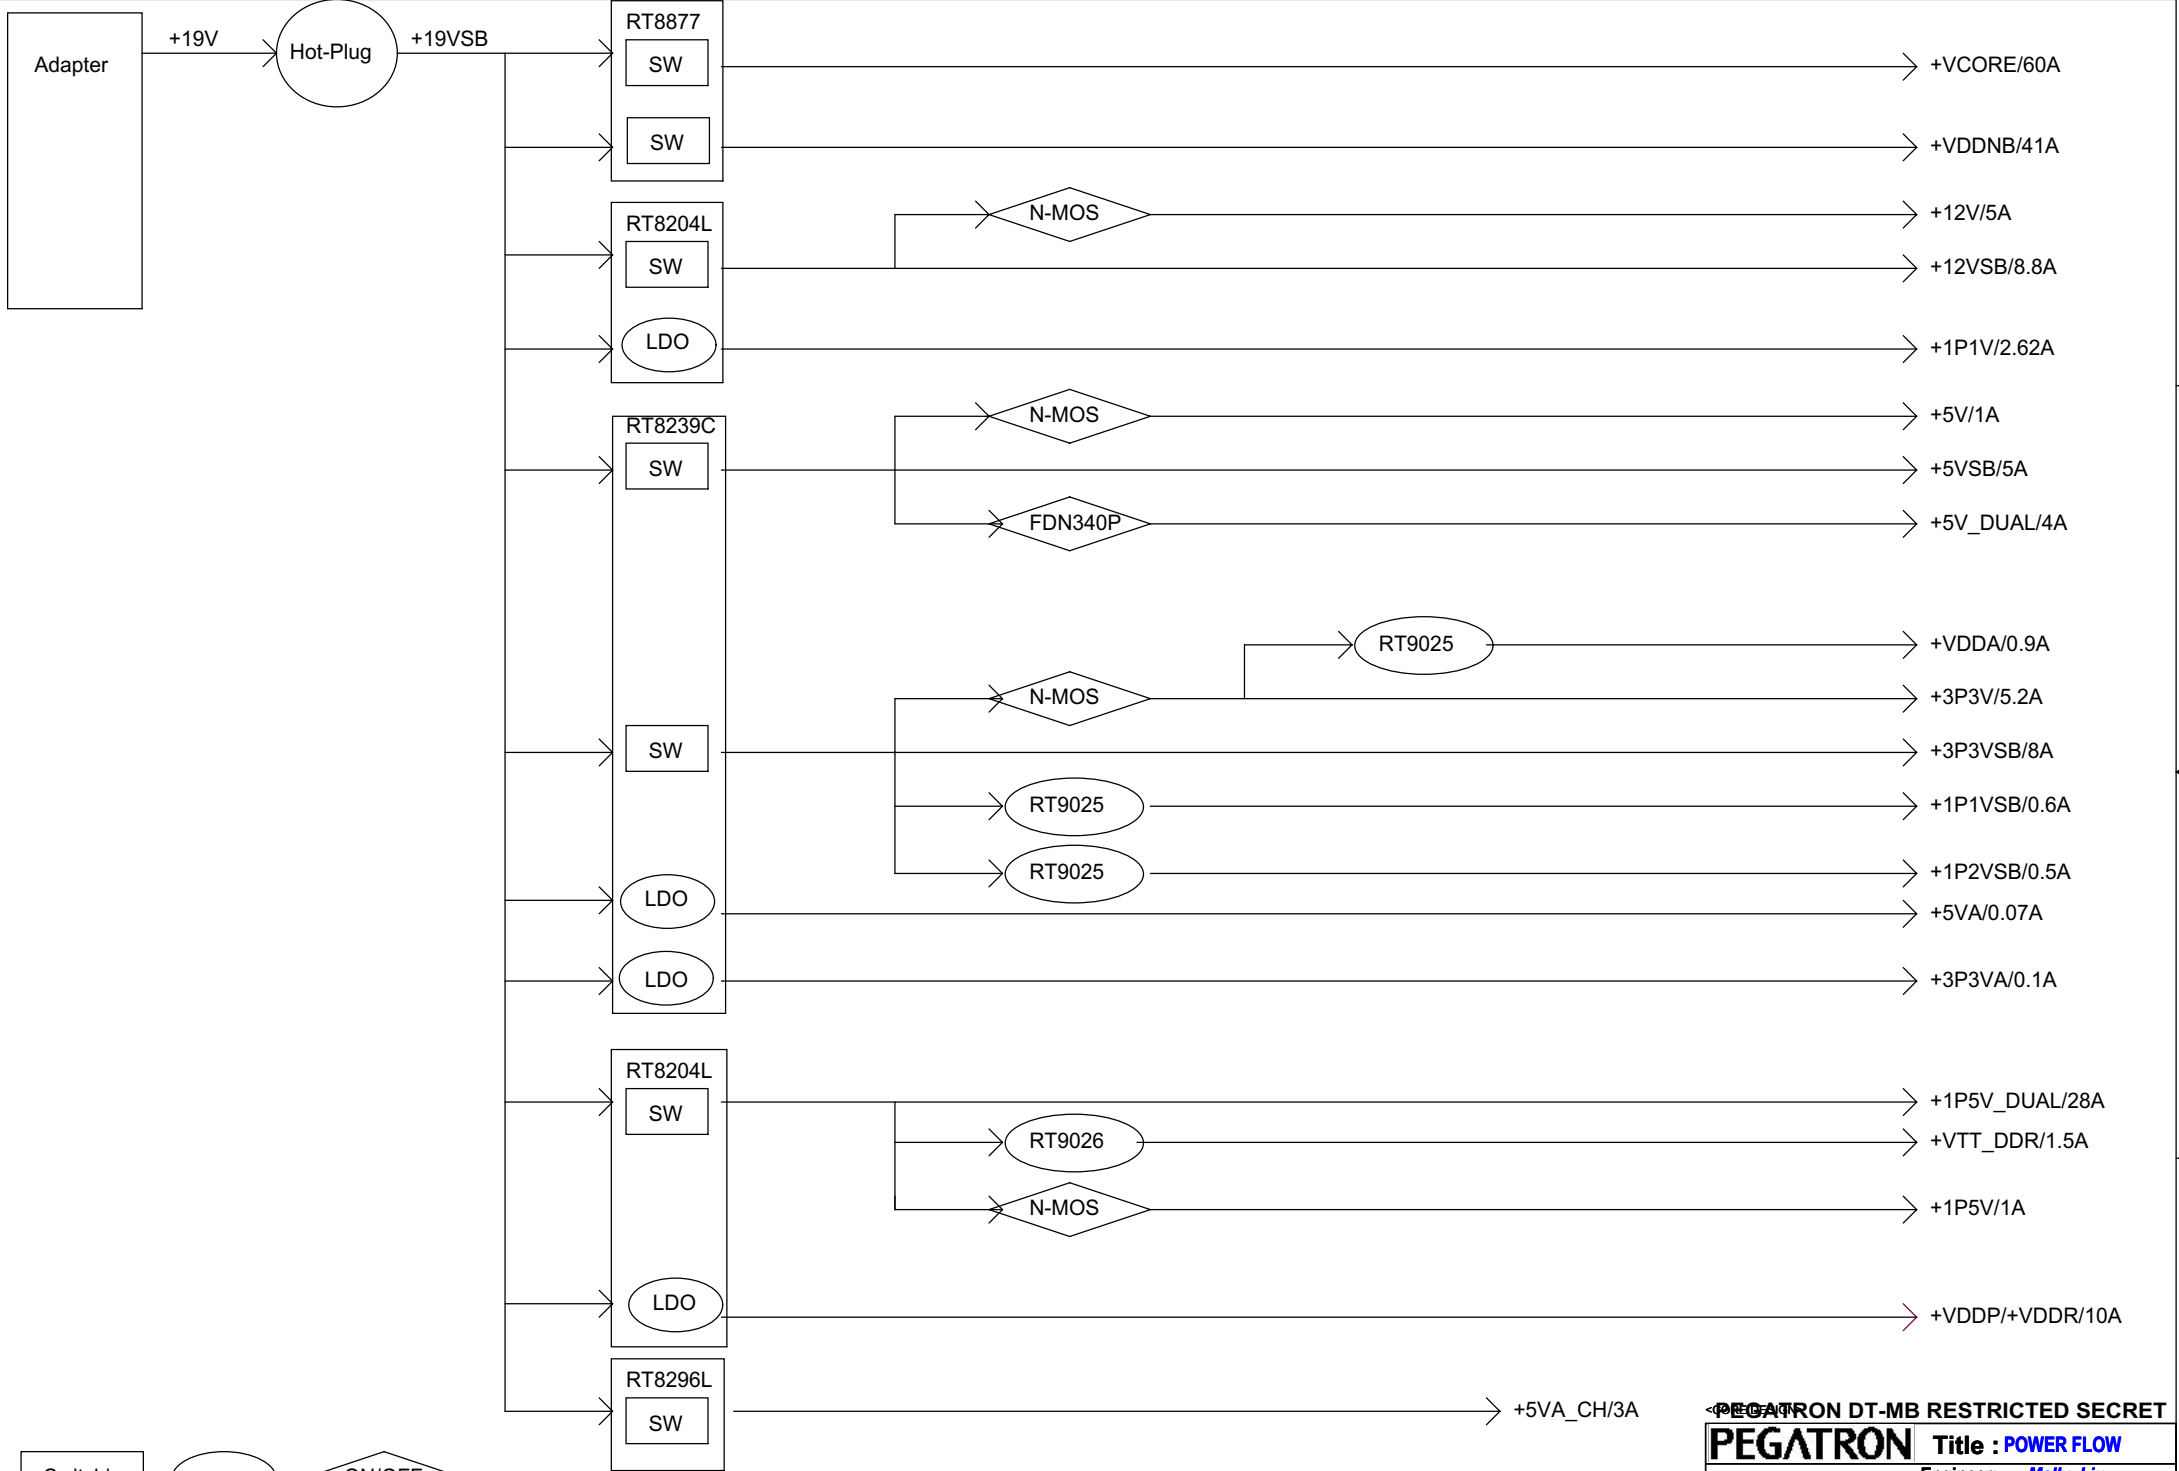 Adapter
+19V
Hot-Plug
+19VSB
RT8877
SW
+VCORE/60A
SW
+VDDNB/41A
RT8204L
N-MOS
+12V/5A
SW
+12VSB/8.8A
LDO
+1P1V/2.62A
RT8239C
N-MOS
+5V/1A
SW
+5VSB/5A
FDN340P
+5V_DUAL/4A
RT9025
+VDDA/0.9A
N-MOS
+3P3V/5.2A
SW
+3P3VSB/8A
RT9025
+1P1VSB/0.6A
RT9025
+1P2VSB/0.5A
LDO
+5VA/0.07A
LDO
+3P3VA/0.1A
RT8204L
SW
+1P5V_DUAL/28A
RT9026
+VTT_DDR/1.5A
N-MOS
+1P5V/1A
LDO
+VDDP/+VDDR/10A
RT8296L
SW
+5VA_CH/3A
PEGATRON DT-MB RESTRICTED SECRET
PEGATRON
Title : POWER FLOW